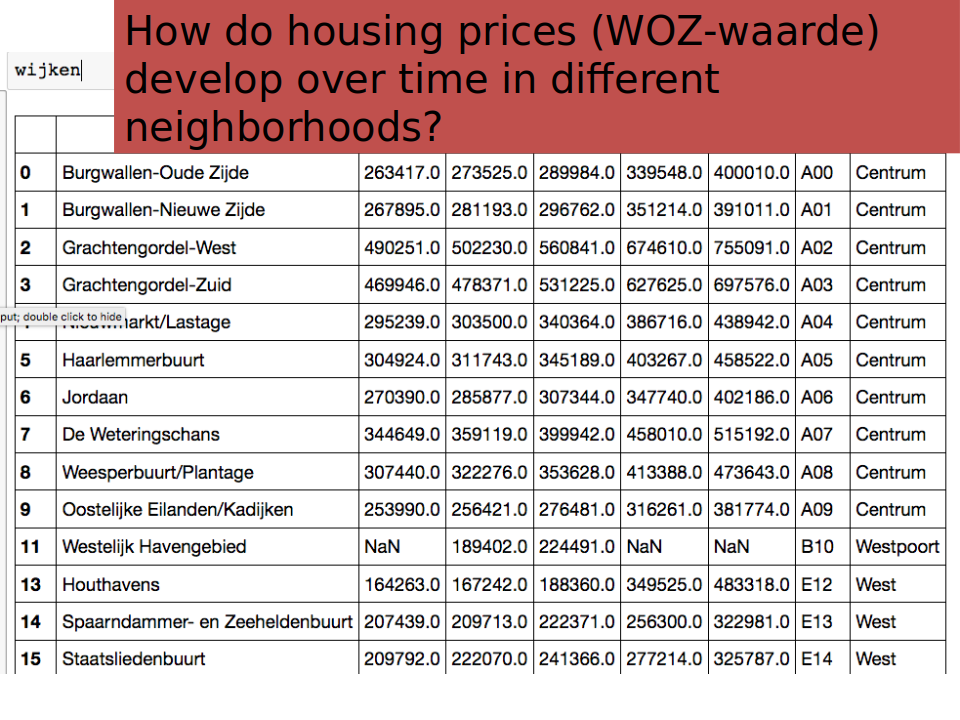 How do housing prices (WOZ-waarde)
develop over time in different
neighborhoods?
wijken
0 Burgwallen-Oude Zijde 263417.0 273525.0 289984.0 339548.0 400010.0 A00 Centrum
1 Burgwallen-Nieuwe Zijde 267895.0 281193.0 296762.0 351214.0 391011.0 A01 Centrum
2 Grachtengordel-West 490251.0 502230.0 560841.0 674610.0 755091.0 A02 Centrum
3 Grachtengordel-Zuid 469946.0 478371.0 531225.0 627625.0 697576.0 A03 Centrum
put; double click to hide
/Lastage 295239.0 303500.0 340364.0 386716.0 438942.0 A04 Centrum
5 Haarlemmerbuurt 304924.0 311743.0 345189.0 403267.0 458522.0 A05 Centrum
6 Jordaan 270390.0 285877.0 307344.0 347740.0 402186.0 A06 Centrum
7 De Weteringschans 344649.0 359119.0 399942.0 458010.0 515192.0 A07 Centrum
8 Weesperbuurt/Plantage 307440.0 322276.0 353628.0 413388.0 473643.0 A08 Centrum
9 Oostelijke Eilanden/Kadijken 253990.0 256421.0 276481.0 316261.0 381774.0 A09 Centrum
11 Westelijk Havengebied NaN 189402.0 224491.0 NaN NaN B10 Westpoort
13 Houthavens 164263.0 167242.0 188360.0 349525.0 483318.0 E12 West
14 Spaarndammer- en Zeeheldenbuurt 207439.0 209713.0 222371.0 256300.0 322981.0 E13 West
15 Staatsliedenbuurt 209792.0 222070.0 241366.0 277214.0 325787.0 E14 West